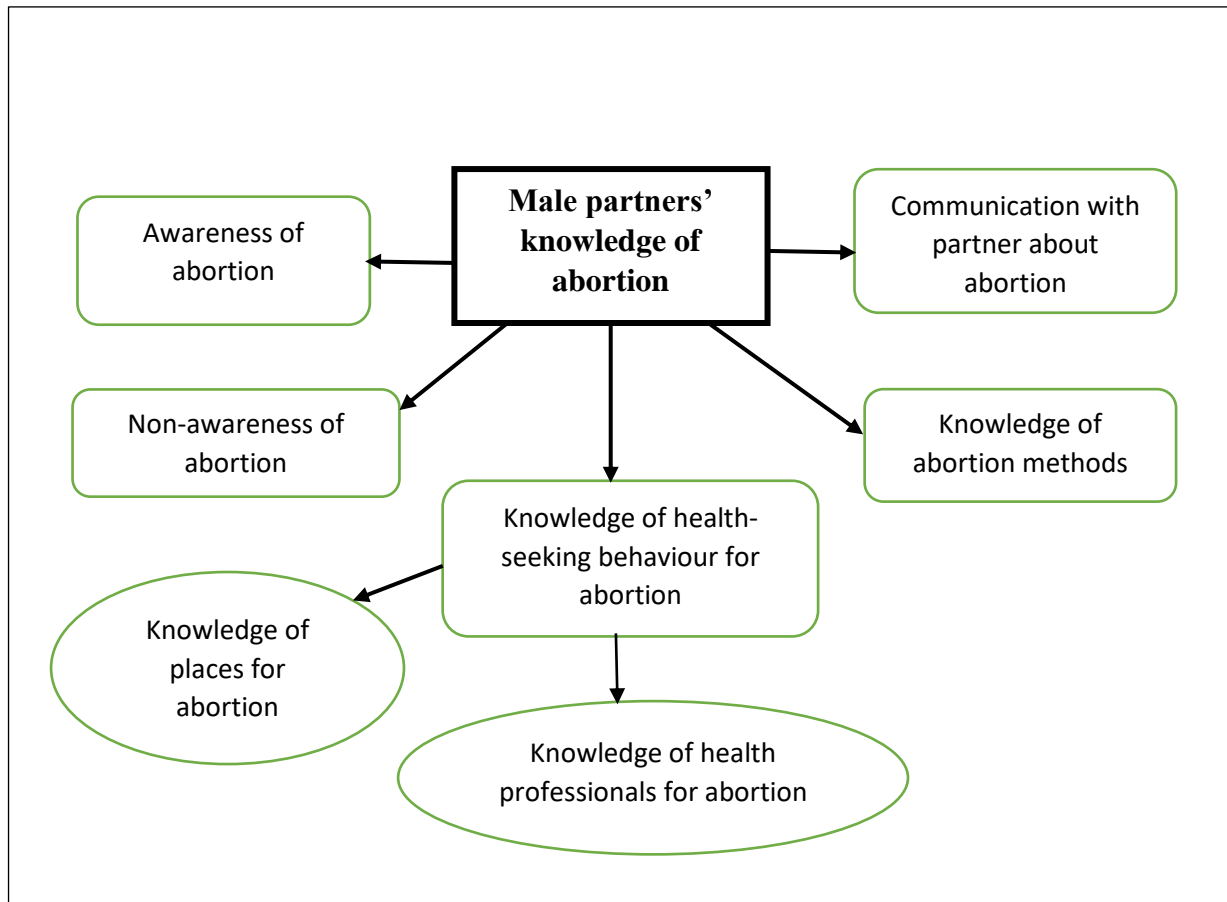 Male partners’
knowledge of
abortion
Awareness of
abortion
Communication with
partner about
abortion
Non-awareness of
abortion
Knowledge of
abortion methods
Knowledge of health-
seeking behaviour for
abortion
Knowledge of
places for
abortion
Knowledge of health
professionals for abortion